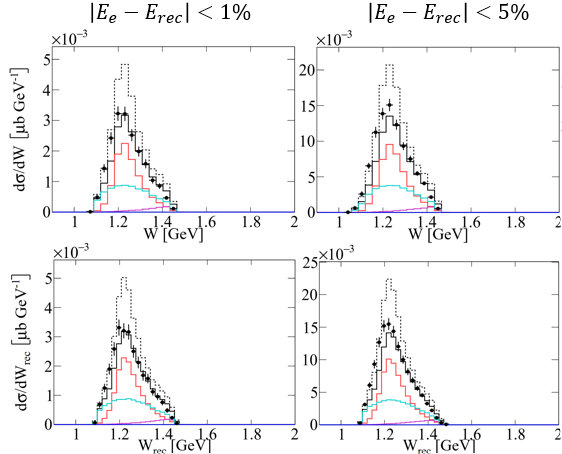 |E_e − E_rec| < 1%
|E_e − E_rec| < 5%
×10⁻³
5
4
3
2
1
0
dσ/dW [μb GeV⁻¹]
1 1.2 1.4 1.6 1.8 2
W [GeV]
×10⁻³
25
20
15
10
5
0
1 1.2 1.4 1.6 1.8 2
W [GeV]
×10⁻³
6
5
4
3
2
1
0
dσ/dW_rec [μb GeV⁻¹]
1 1.2 1.4 1.6 1.8 2
W_rec [GeV]
×10⁻³
25
20
15
10
5
0
1 1.2 1.4 1.6 1.8 2
W_rec [GeV]